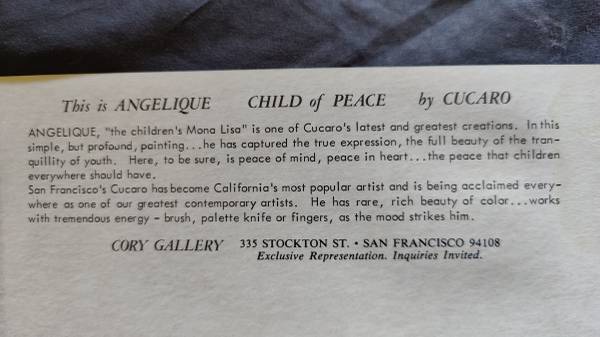 This is ANGELIQUE CHILD of PEACE by CUCARO
ANGELIQUE, "the children's Mona Lisa" is one of Cucaro's latest and greatest creations. In this
simple, but profound, painting...he has captured the true expression, the full beauty of the tran-
quillity of youth. Here, to be sure, is peace of mind, peace in heart...the peace that children
everywhere should have.
San Francisco's Cucaro has become California's most popular artist and is being acclaimed every-
where as one of our greatest contemporary artists. He has rare, rich beauty of color...works
with tremendous energy - brush, palette knife or fingers, as the mood strikes him.
CORY GALLERY 335 STOCKTON ST. • SAN FRANCISCO 94108
Exclusive Representation. Inquiries Invited.